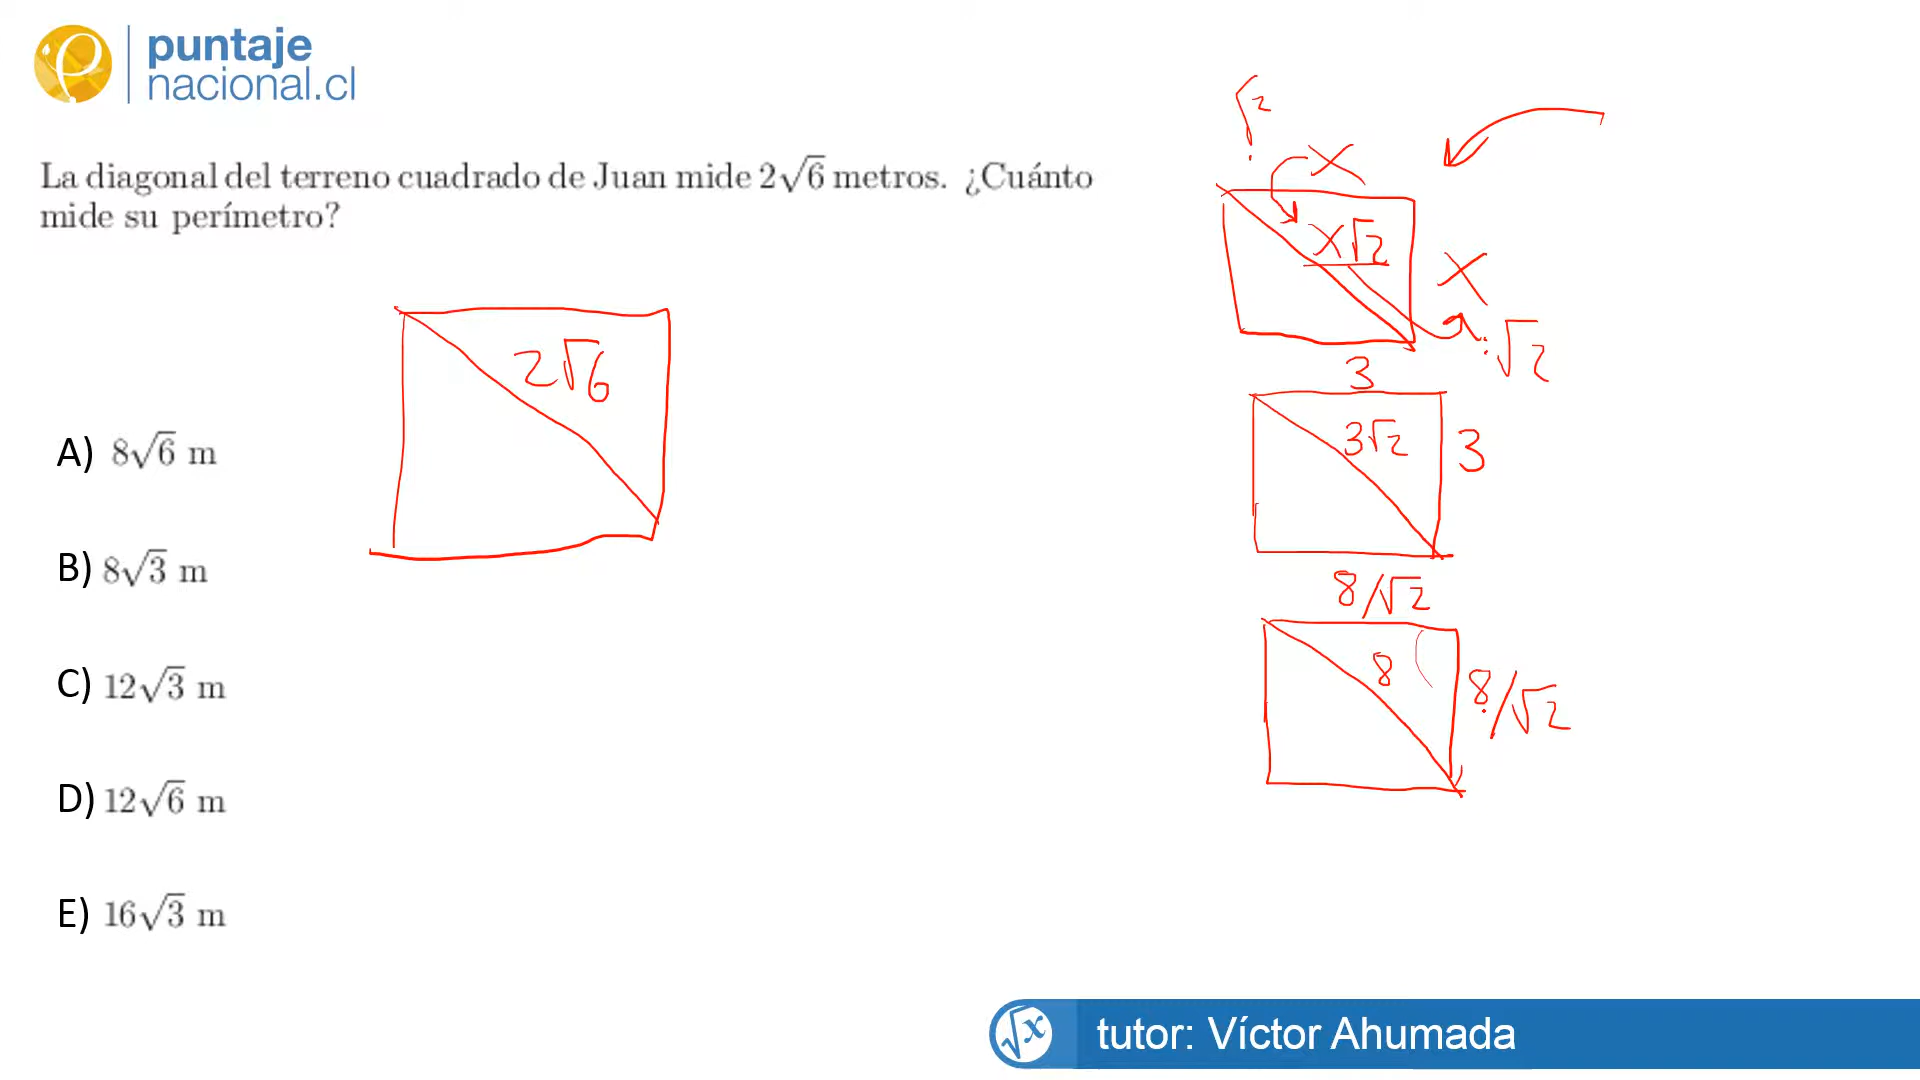 puntaje
nacional.cl
La diagonal del terreno cuadrado de Juan mide 2√6 metros. ¿Cuánto
mide su perímetro?
2√6
A) 8√6 m
B) 8√3 m
C) 12√3 m
D) 12√6 m
E) 16√3 m
·√2
x
x√2
x
:√2
3
3√2
3
8/√2
8
8/√2
√x
tutor: Víctor Ahumada